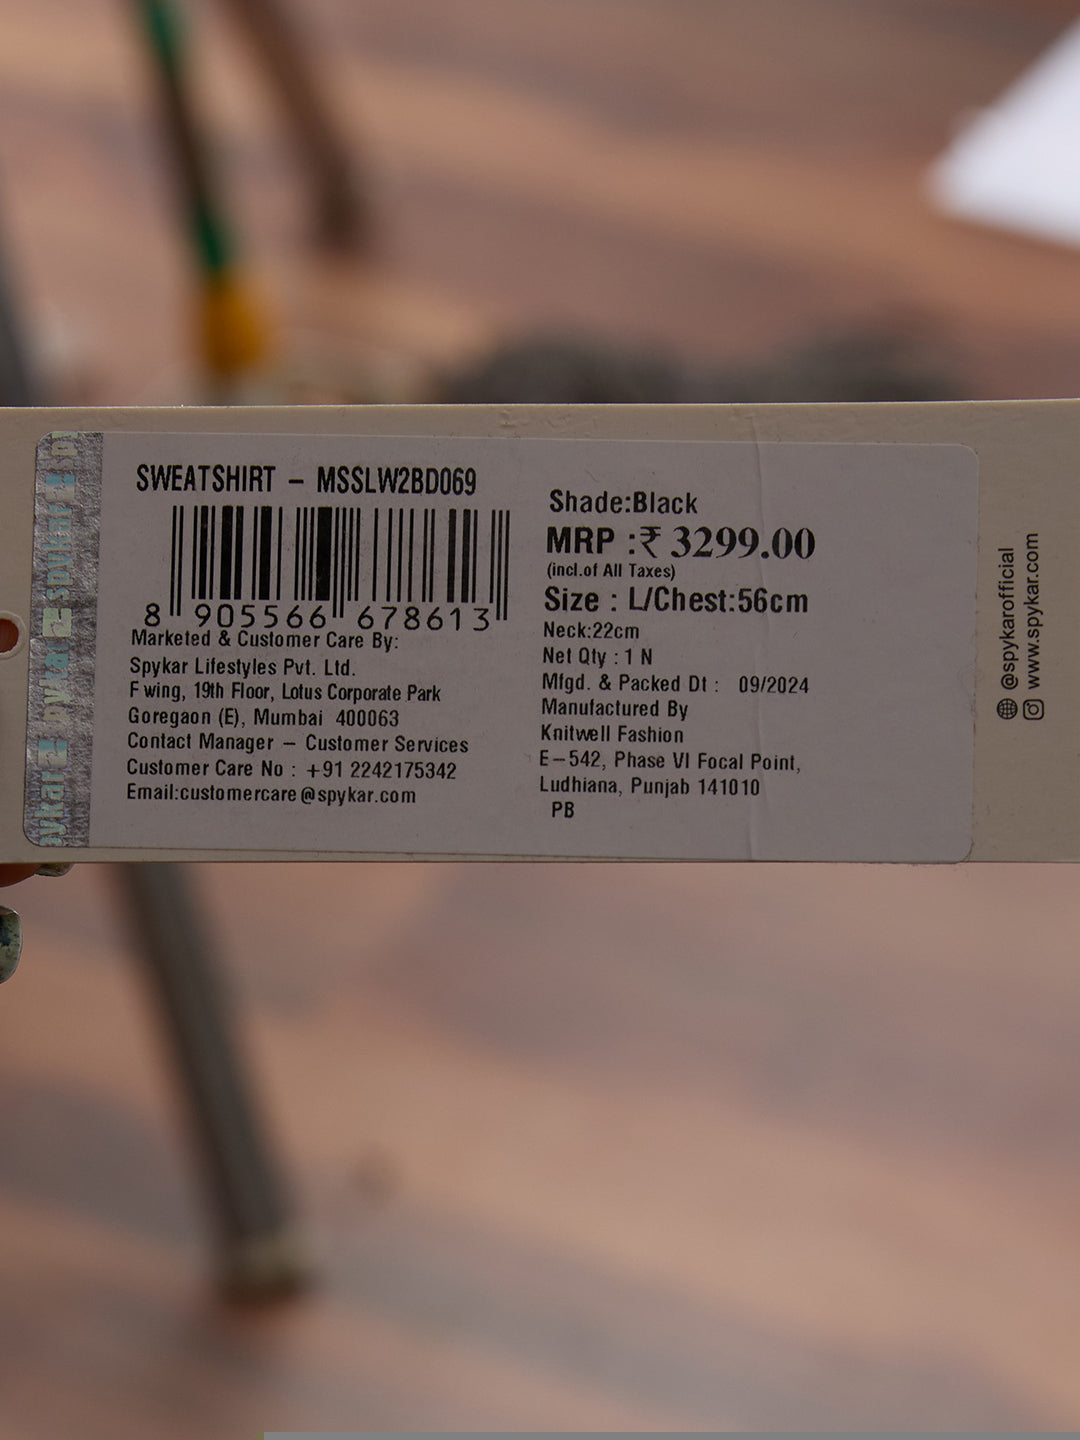 SWEATSHIRT – MSSLW2BD069
8 905566 678613
Marketed & Customer Care By:
Spykar Lifestyles Pvt. Ltd.
F wing, 19th Floor, Lotus Corporate Park
Goregaon (E), Mumbai 400063
Contact Manager – Customer Services
Customer Care No : +91 2242175342
Email:customercare@spykar.com
Shade:Black
MRP :₹ 3299.00
(incl.of All Taxes)
Size : L/Chest:56cm
Neck:22cm
Net Qty : 1 N
Mfgd. & Packed Dt : 09/2024
Manufactured By
Knitwell Fashion
E–542, Phase VI Focal Point,
Ludhiana, Punjab 141010
PB
@spykarofficial
www.spykar.com
spykar
spykar
spykar